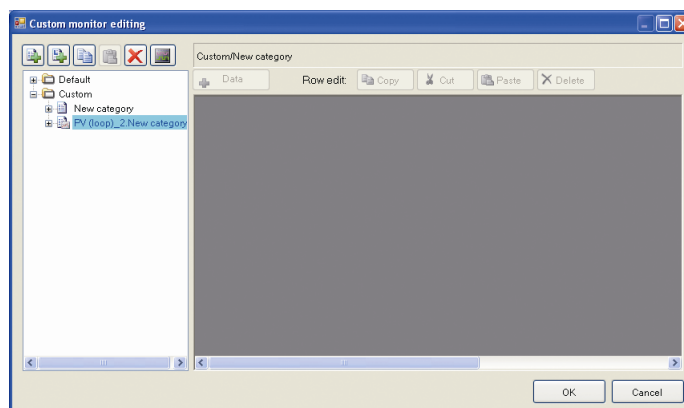 Custom monitor editing
Custom/New category
Data Row edit: Copy Cut Paste Delete
Default
Custom
New category
PV (loop)_2.New category
OK Cancel